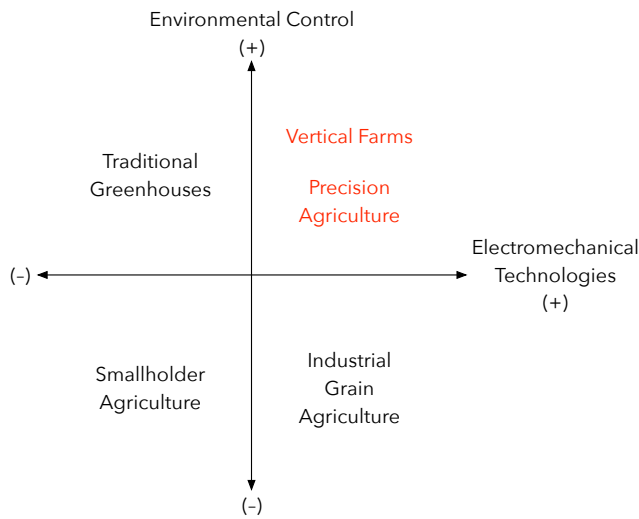 Environmental Control
(+)
Vertical Farms
Traditional
Greenhouses
Precision
Agriculture
(–)
Electromechanical
Technologies
(+)
Smallholder
Agriculture
Industrial
Grain
Agriculture
(–)